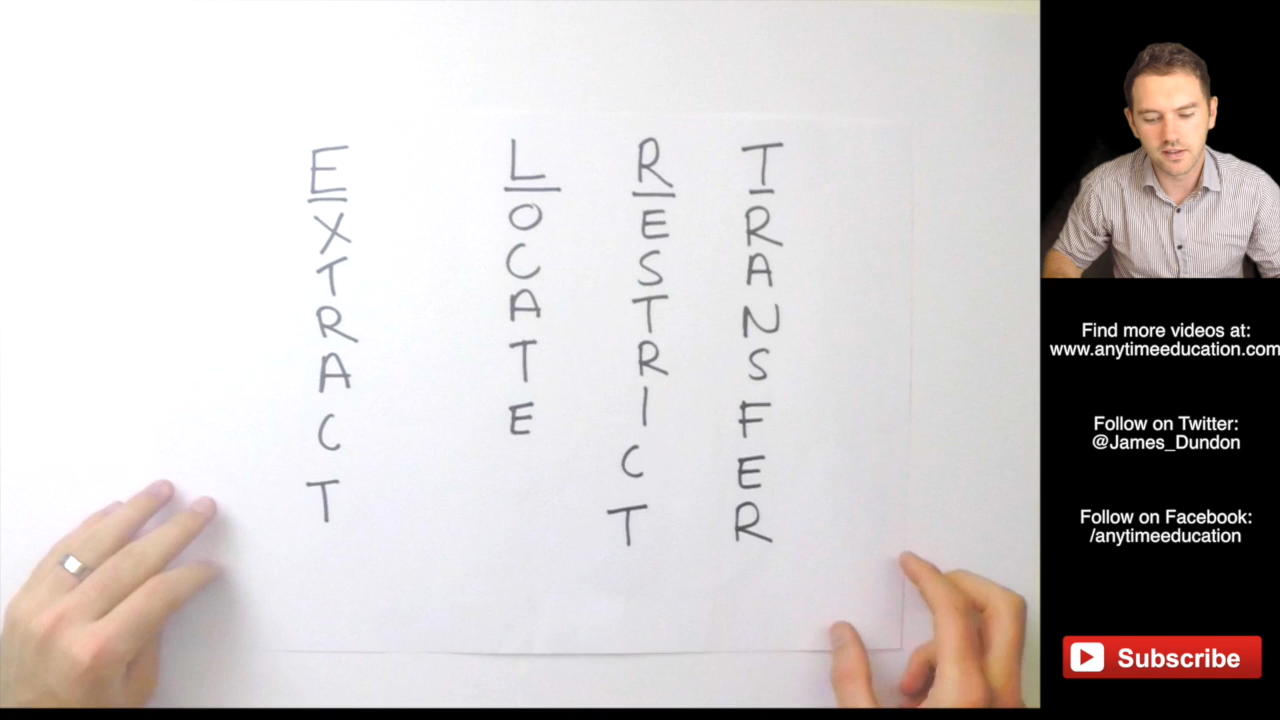 EXTRACT
LOCATE
RESTRICT
TRANSFER
Find more videos at:
www.anytimeeducation.com
Follow on Twitter:
@James_Dundon
Follow on Facebook:
/anytimeeducation
Subscribe